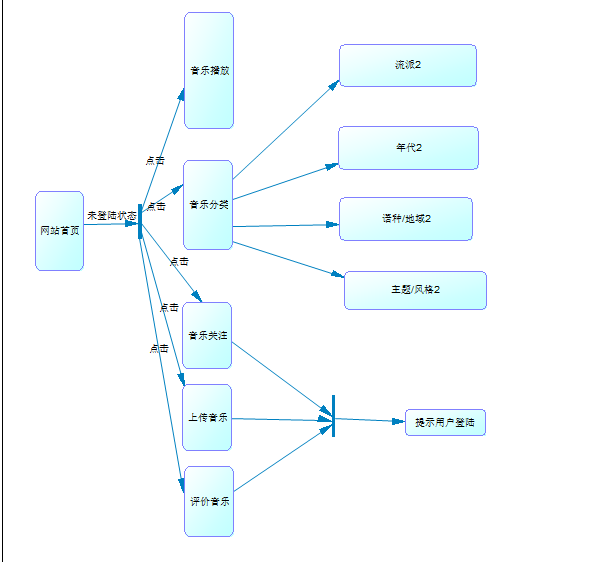 音乐播放
流派2
点击
年代2
点击
音乐分类
未登陆状态
语种/地域2
网站首页
点击
主题/风格2
点击
音乐关注
点击
上传音乐
提示用户登陆
评价音乐